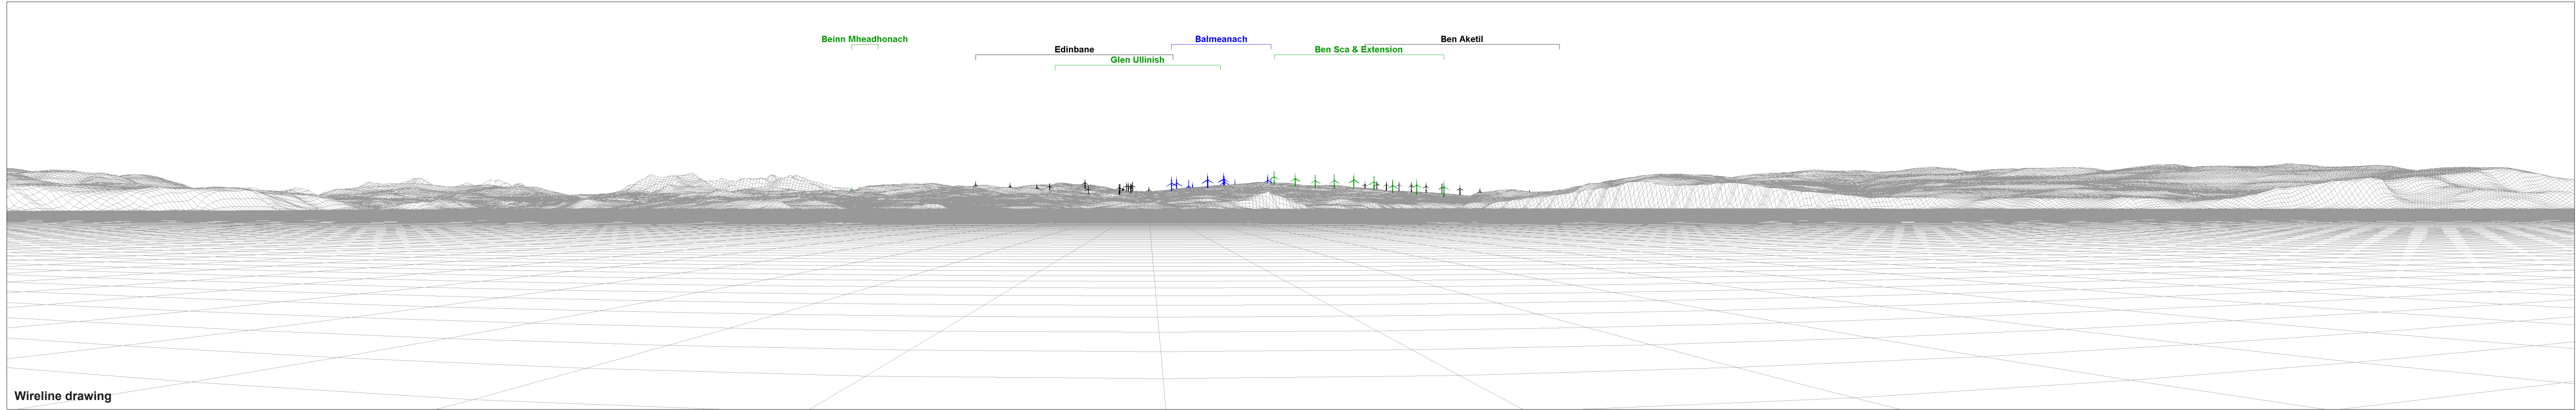 Beinn Mheadhonach
Balmeanach
Ben Aketil
Edinbane
Ben Sca & Extension
Glen Ullinish
Wireline drawing